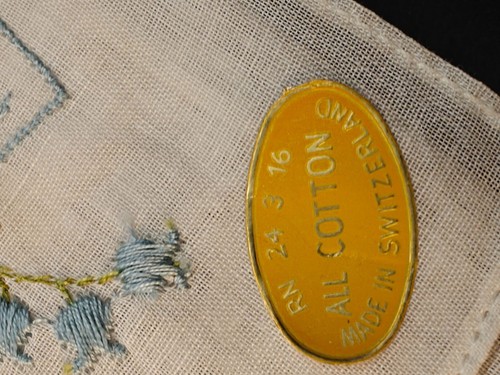 RN 24 3 16
ALL COTTON
MADE IN SWITZERLAND